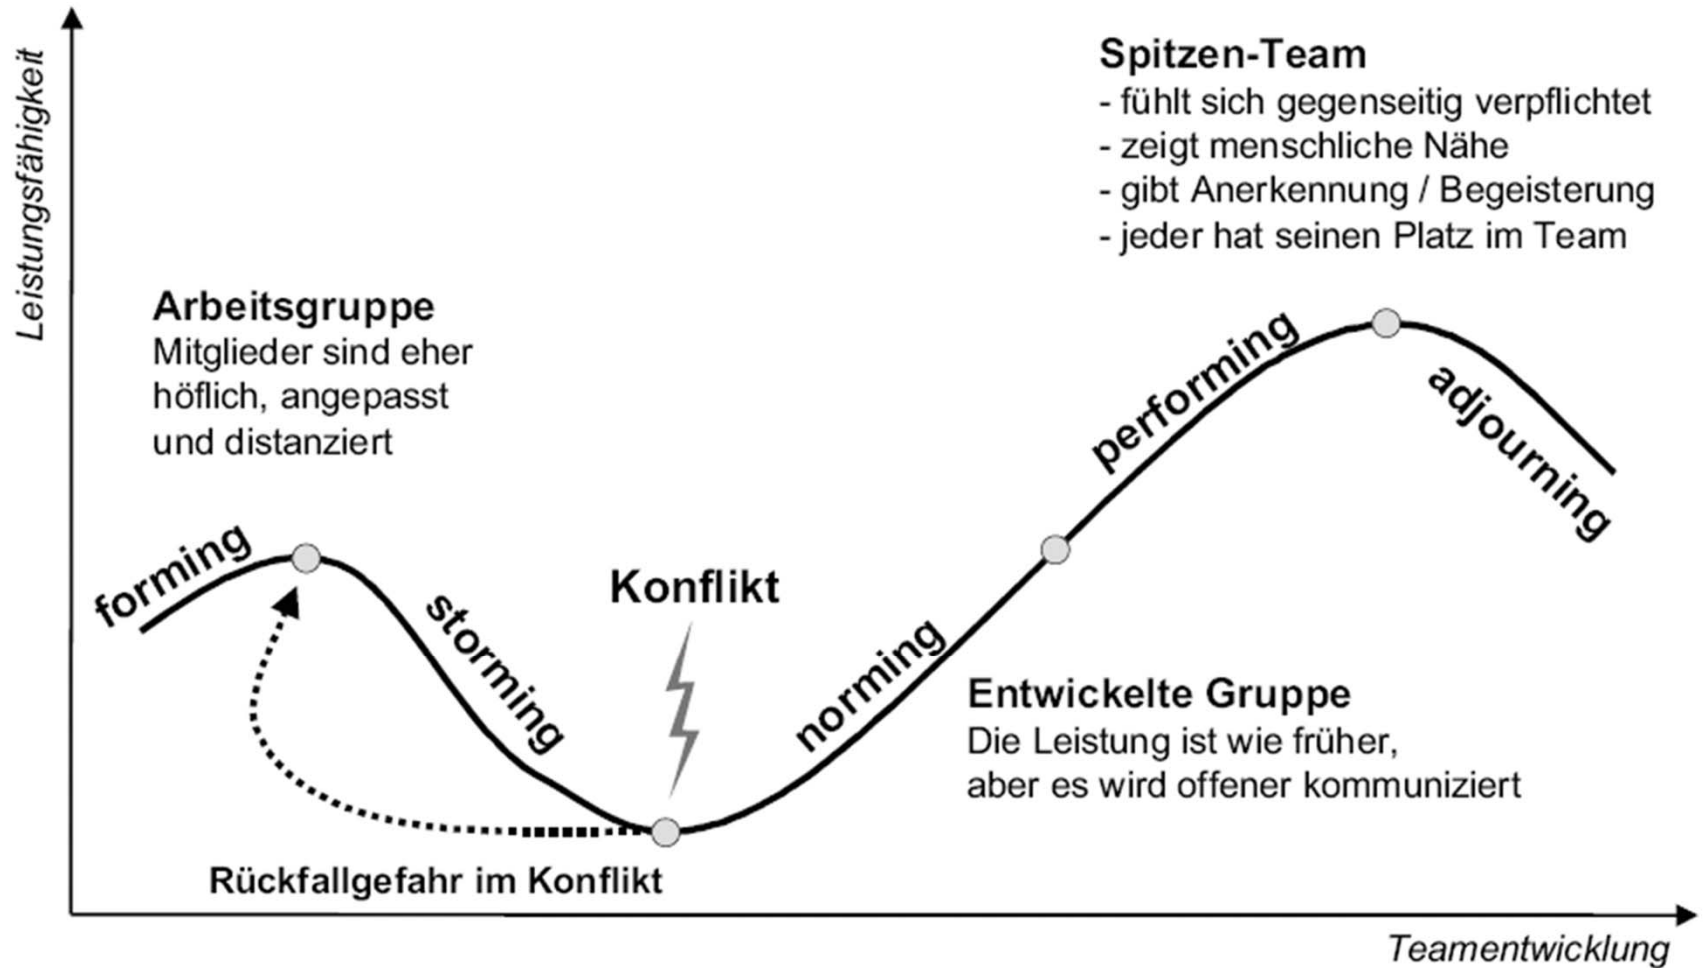 Leistungsfähigkeit
Spitzen-Team
- fühlt sich gegenseitig verpflichtet
- zeigt menschliche Nähe
- gibt Anerkennung / Begeisterung
- jeder hat seinen Platz im Team
Arbeitsgruppe
Mitglieder sind eher
höflich, angepasst
und distanziert
forming
storming
Konflikt
norming
performing
adjourning
Entwickelte Gruppe
Die Leistung ist wie früher,
aber es wird offener kommuniziert
Rückfallgefahr im Konflikt
Teamentwicklung